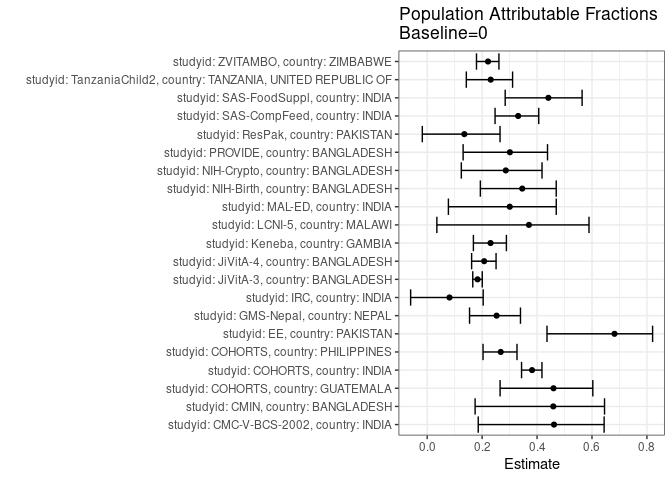 Population Attributable Fractions
Baseline=0
studyid: ZVITAMBO, country: ZIMBABWE
studyid: TanzaniaChild2, country: TANZANIA, UNITED REPUBLIC OF
studyid: SAS-FoodSuppl, country: INDIA
studyid: SAS-CompFeed, country: INDIA
studyid: ResPak, country: PAKISTAN
studyid: PROVIDE, country: BANGLADESH
studyid: NIH-Crypto, country: BANGLADESH
studyid: NIH-Birth, country: BANGLADESH
studyid: MAL-ED, country: INDIA
studyid: LCNI-5, country: MALAWI
studyid: Keneba, country: GAMBIA
studyid: JiVitA-4, country: BANGLADESH
studyid: JiVitA-3, country: BANGLADESH
studyid: IRC, country: INDIA
studyid: GMS-Nepal, country: NEPAL
studyid: EE, country: PAKISTAN
studyid: COHORTS, country: PHILIPPINES
studyid: COHORTS, country: INDIA
studyid: COHORTS, country: GUATEMALA
studyid: CMIN, country: BANGLADESH
studyid: CMC-V-BCS-2002, country: INDIA
0.0 0.2 0.4 0.6 0.8
Estimate